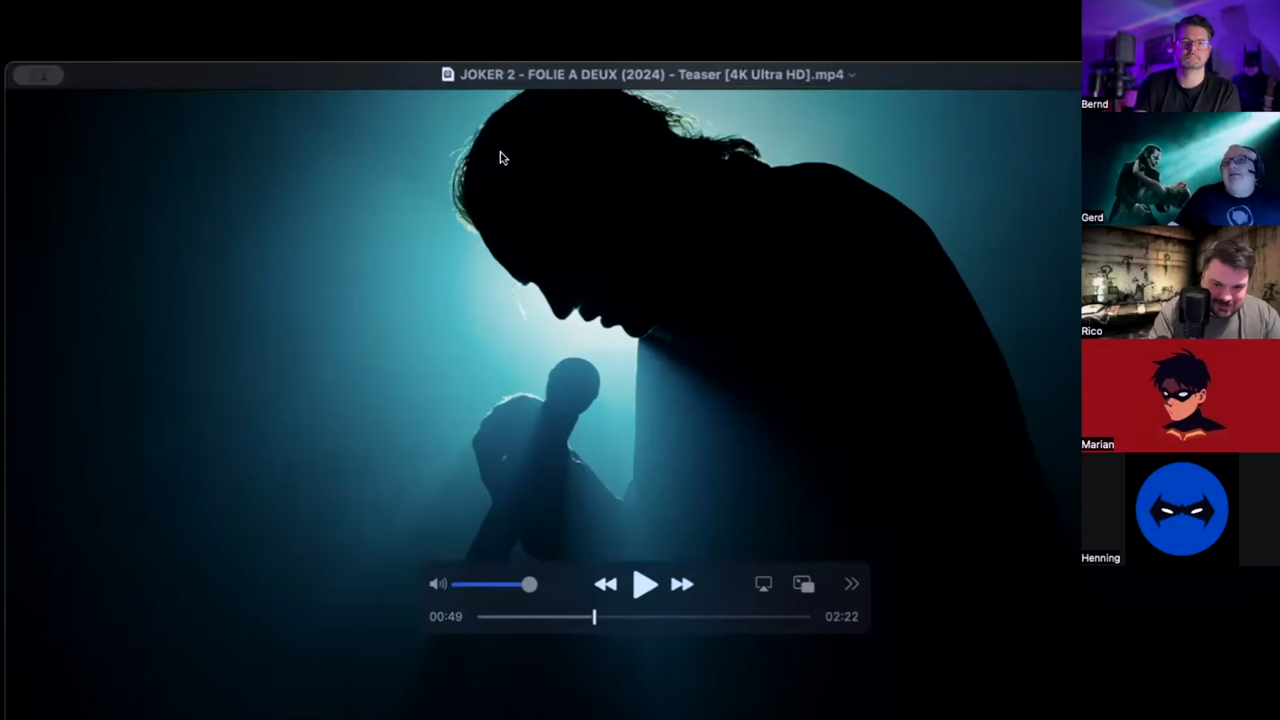 JOKER 2 - FOLIE A DEUX (2024) - Teaser [4K Ultra HD].mp4
Bernd
Gerd
Rico
Marian
Henning
00:49
02:22